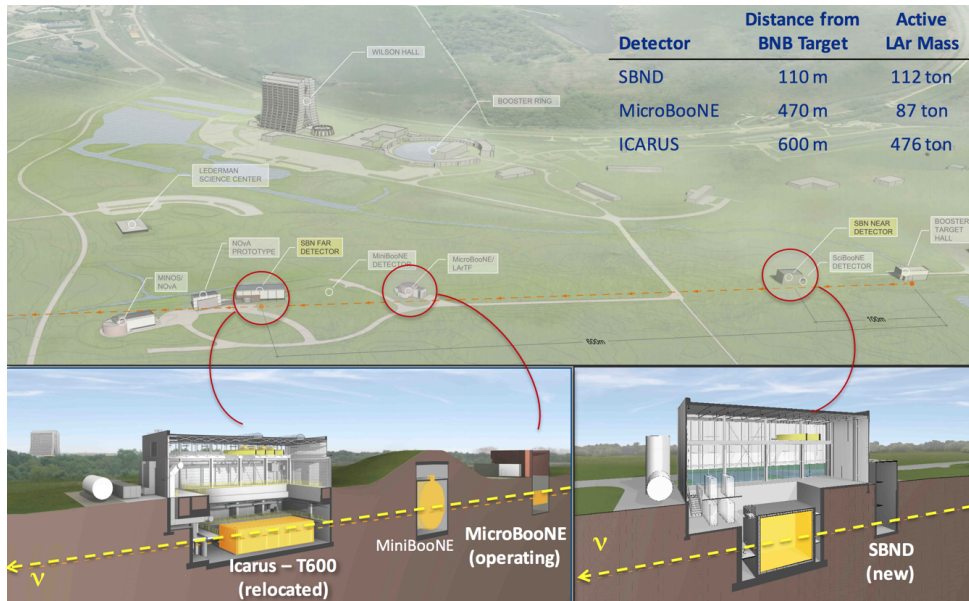 Detector Distance from BNB Target Active LAr Mass
SBND 110 m 112 ton
MicroBooNE 470 m 87 ton
ICARUS 600 m 476 ton
WILSON HALL
BOOSTER RING
LEDERMAN
SCIENCE CENTER
NOvA
PROTOTYPE
SBN FAR
DETECTOR
MiniBooNE
DETECTOR
MicroBooNE/
LArTF
SBN NEAR
DETECTOR
BOOSTER
TARGET
HALL
SciBooNE
DETECTOR
MINOS/
NOvA
100m
600m
ν
Icarus – T600
(relocated)
MiniBooNE
MicroBooNE
(operating)
ν
SBND
(new)